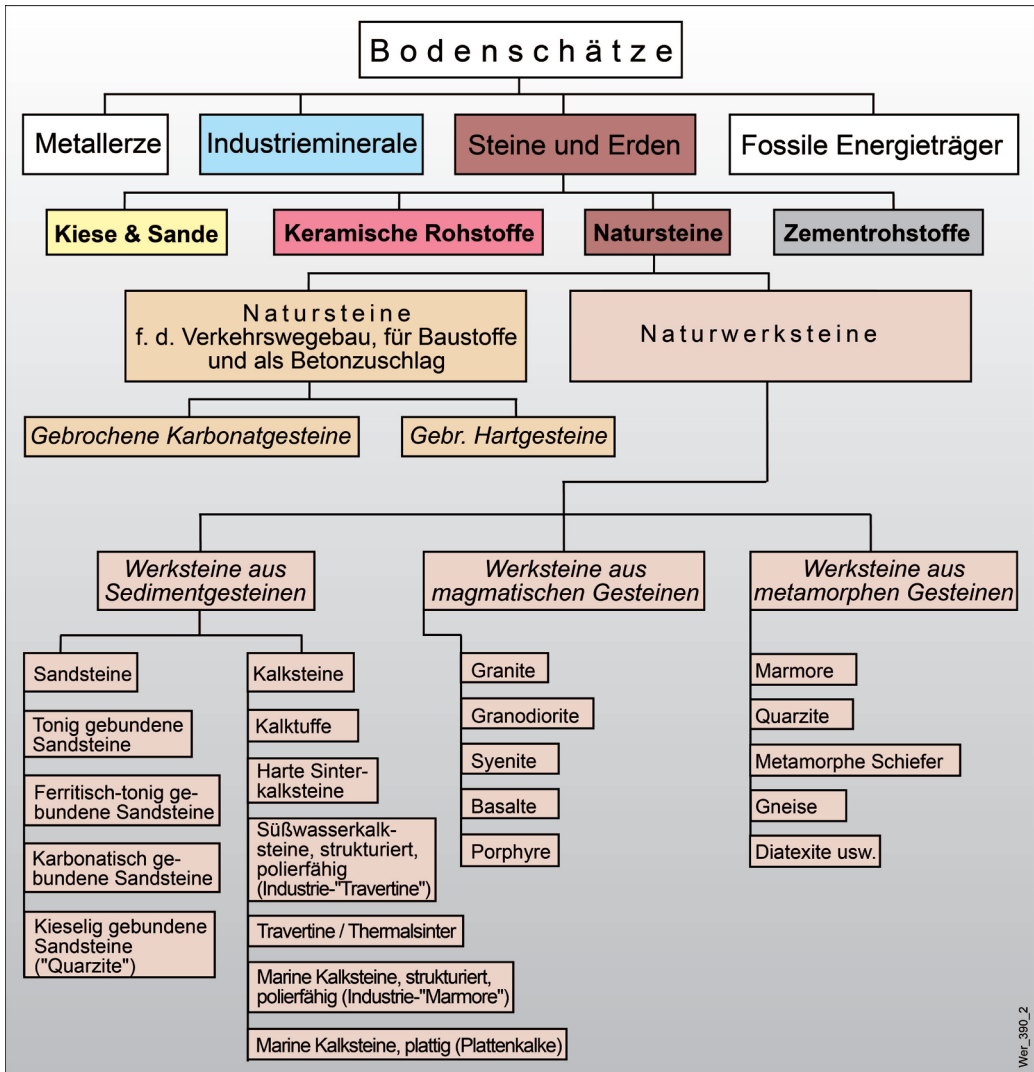 Bodenschätze
Metallerze
Industrieminerale
Steine und Erden
Fossile Energieträger
Kiese & Sande
Keramische Rohstoffe
Natursteine
Zementrohstoffe
Natursteine
f. d. Verkehrswegebau, für Baustoffe
und als Betonzuschlag
Naturwerksteine
Gebrochene Karbonatgesteine
Gebr. Hartgesteine
Werksteine aus
Sedimentgesteinen
Werksteine aus
magmatischen Gesteinen
Werksteine aus
metamorphen Gesteinen
Sandsteine
Tonig gebundene
Sandsteine
Ferritisch-tonig ge-
bundene Sandsteine
Karbonatisch ge-
bundene Sandsteine
Kieselig gebundene
Sandsteine
("Quarzite")
Kalksteine
Kalktuffe
Harte Sinter-
kalksteine
Süßwasserkalk-
steine, strukturiert,
polierfähig
(Industrie-"Travertine")
Travertine / Thermalsinter
Marine Kalksteine, strukturiert,
polierfähig (Industrie-"Marmore")
Marine Kalksteine, plattig (Plattenkalke)
Granite
Granodiorite
Syenite
Basalte
Porphyre
Marmore
Quarzite
Metamorphe Schiefer
Gneise
Diatexite usw.
Wer_390_2